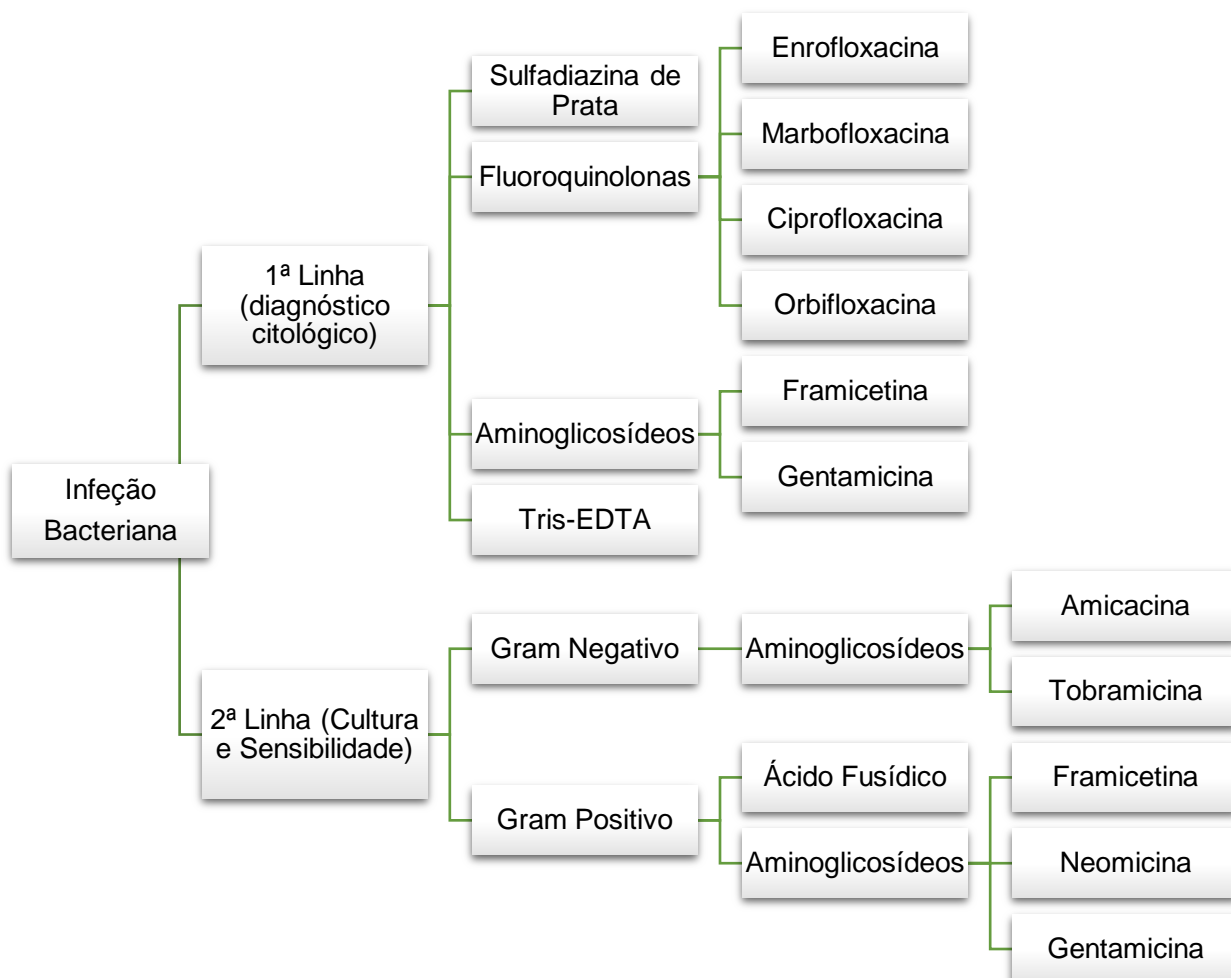 Infeção
Bacteriana
1ª Linha
(diagnóstico
citológico)
Sulfadiazina de
Prata
Fluoroquinolonas
Enrofloxacina
Marbofloxacina
Ciprofloxacina
Orbifloxacina
Aminoglicosídeos
Framicetina
Gentamicina
Tris-EDTA
2ª Linha (Cultura
e Sensibilidade)
Gram Negativo
Aminoglicosídeos
Amicacina
Tobramicina
Gram Positivo
Ácido Fusídico
Aminoglicosídeos
Framicetina
Neomicina
Gentamicina